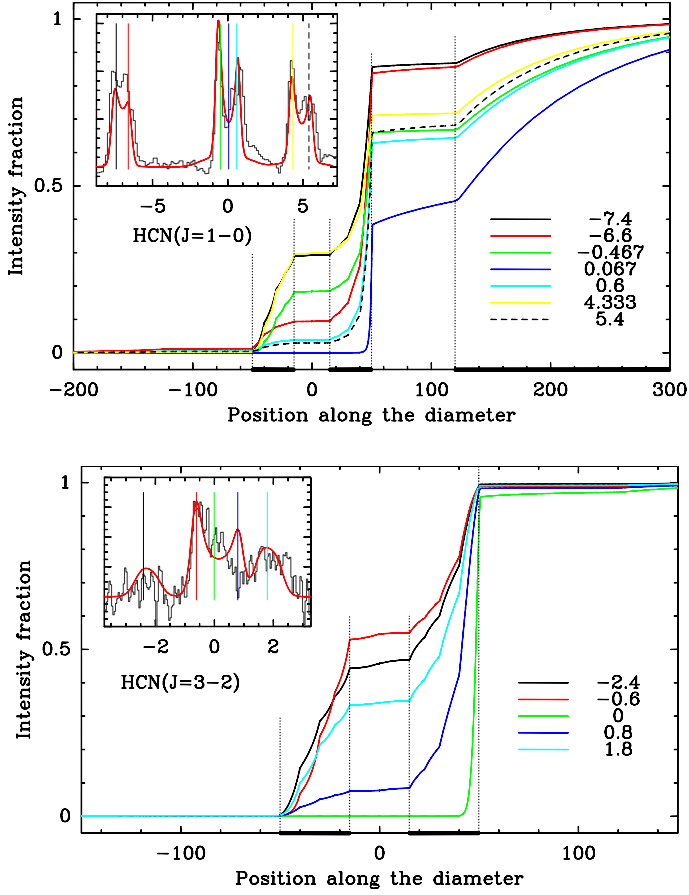 1
0.5
0
Intensity fraction
−5 0 5
HCN(J=1−0)
−7.4
−6.6
−0.467
0.067
0.6
4.333
5.4
−200 −100 0 100 200 300
Position along the diameter
1
0.5
0
Intensity fraction
−2 0 2
HCN(J=3−2)
−2.4
−0.6
0
0.8
1.8
−100 0 100
Position along the diameter